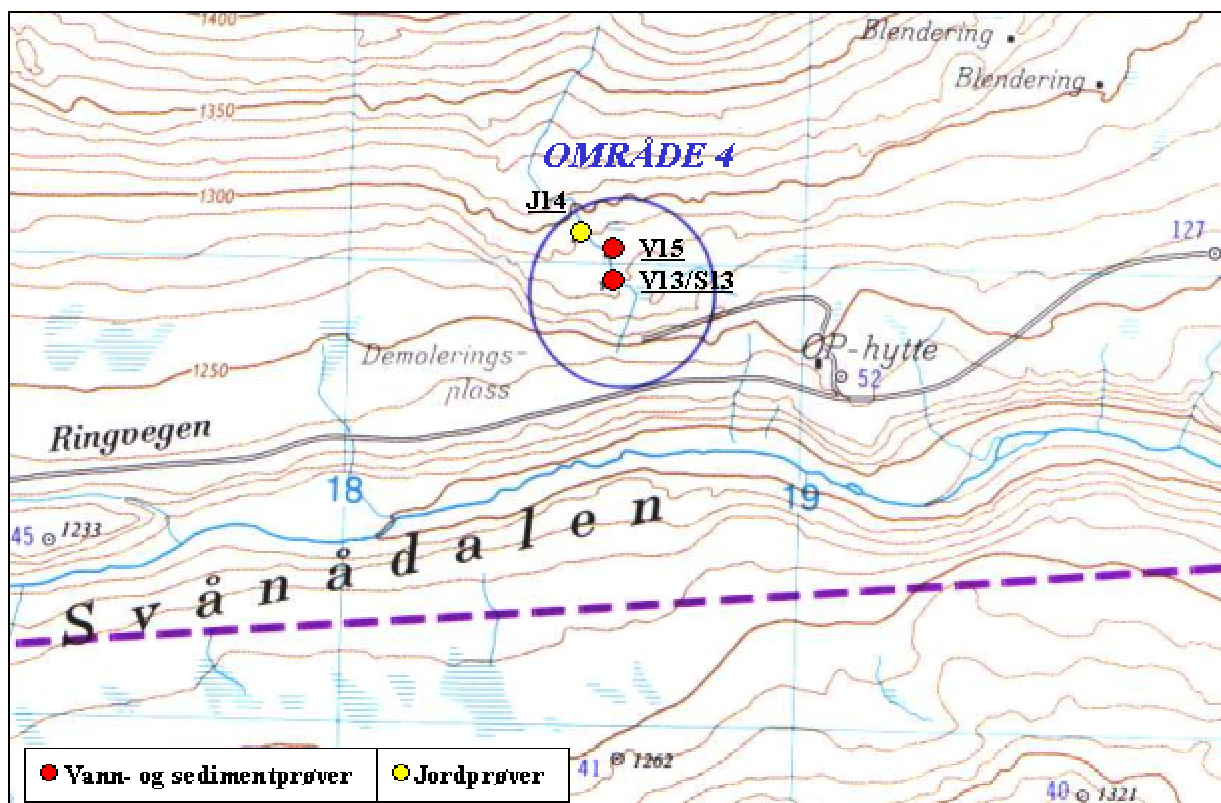 1400
Blendering
Blendering
1350
OMRÅDE 4
1300
J14
V15
127
V13/S13
Demolerings-
plass
OP-hytte
1250
52
Ringvegen
18
19
45
1233
Svånådalen
41
1262
40
1321
Vann- og sedimentprøver
Jordprøver